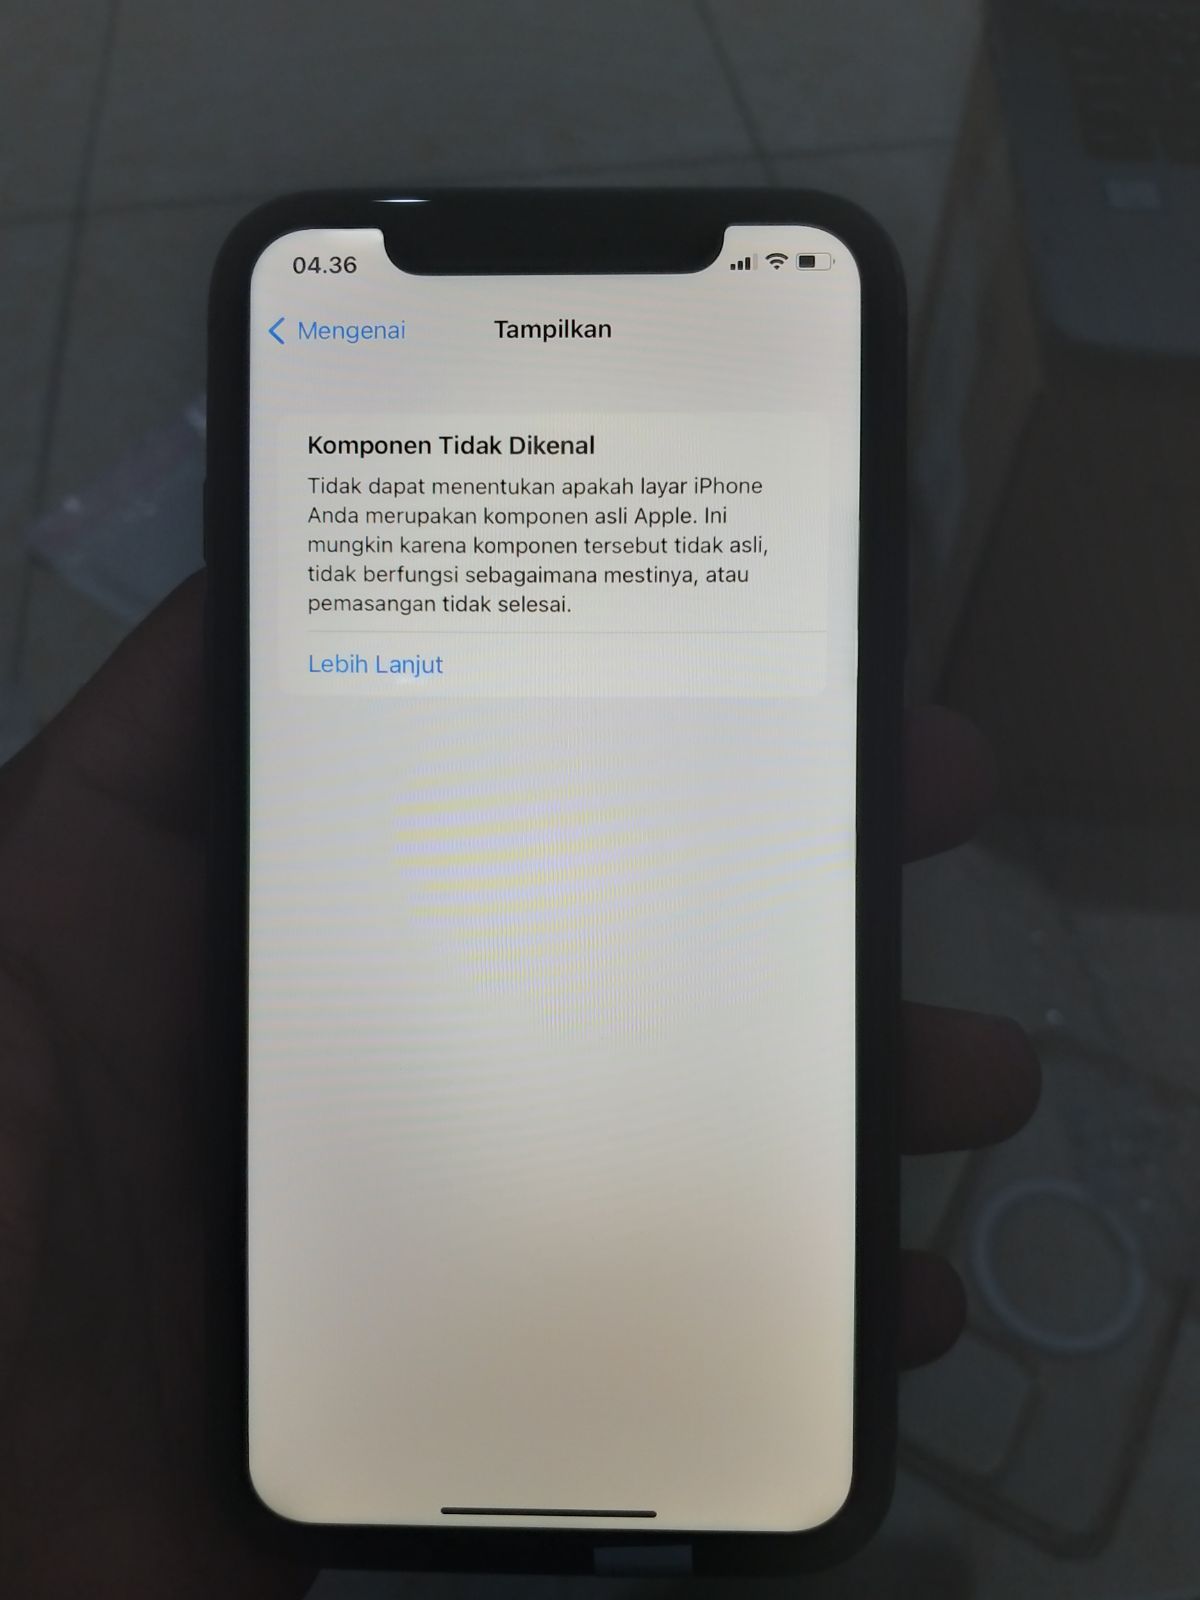 04.36
Mengenai
Tampilkan
Komponen Tidak Dikenal
Tidak dapat menentukan apakah layar iPhone
Anda merupakan komponen asli Apple. Ini
mungkin karena komponen tersebut tidak asli,
tidak berfungsi sebagaimana mestinya, atau
pemasangan tidak selesai.
Lebih Lanjut